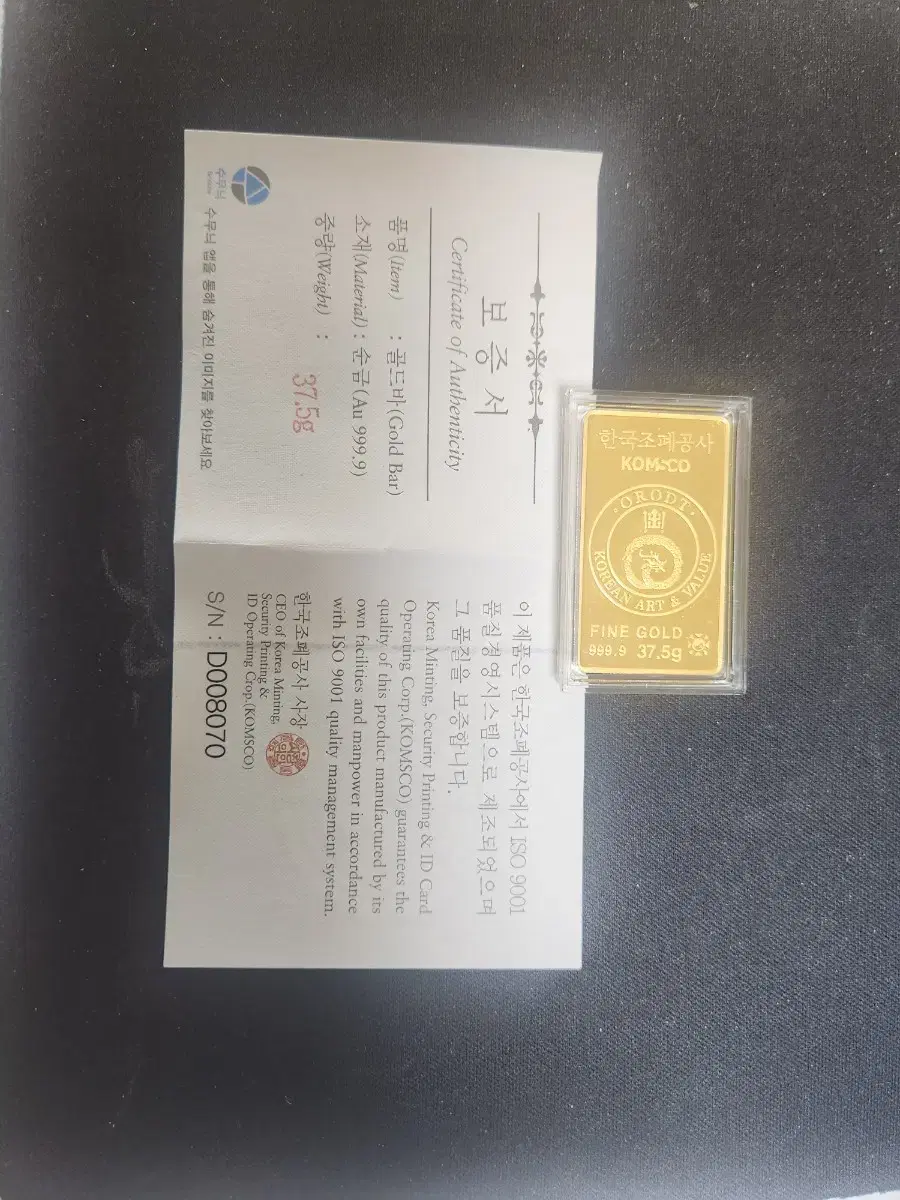 보증서
Certificate of Authenticity
품명(Item) : 골드바(Gold Bar)
소재(Material) : 순금(Au 999.9)
중량(Weight) :
37.5g
수무늬
수무늬 앱을 통해 숨겨진 이미지를 찾아보세요
이 제품은 한국조폐공사에서 ISO 9001
품질경영시스템으로 제조되었으며
그 품질을 보증합니다.
Korea Minting, Security Printing & ID Card
Operating Corp.(KOMSCO) guarantees the
quality of this product manufactured by its
own facilities and manpower in accordance
with ISO 9001 quality management system.
한국조폐공사 사장
CEO of Korea Minting,
Security Printing &
ID Operating Crop.(KOMSCO)
S/N : D008070
한국조폐공사
KOMSCO
·ORODT·
KOREAN ART & VALUE
FINE GOLD
999.9 37.5g